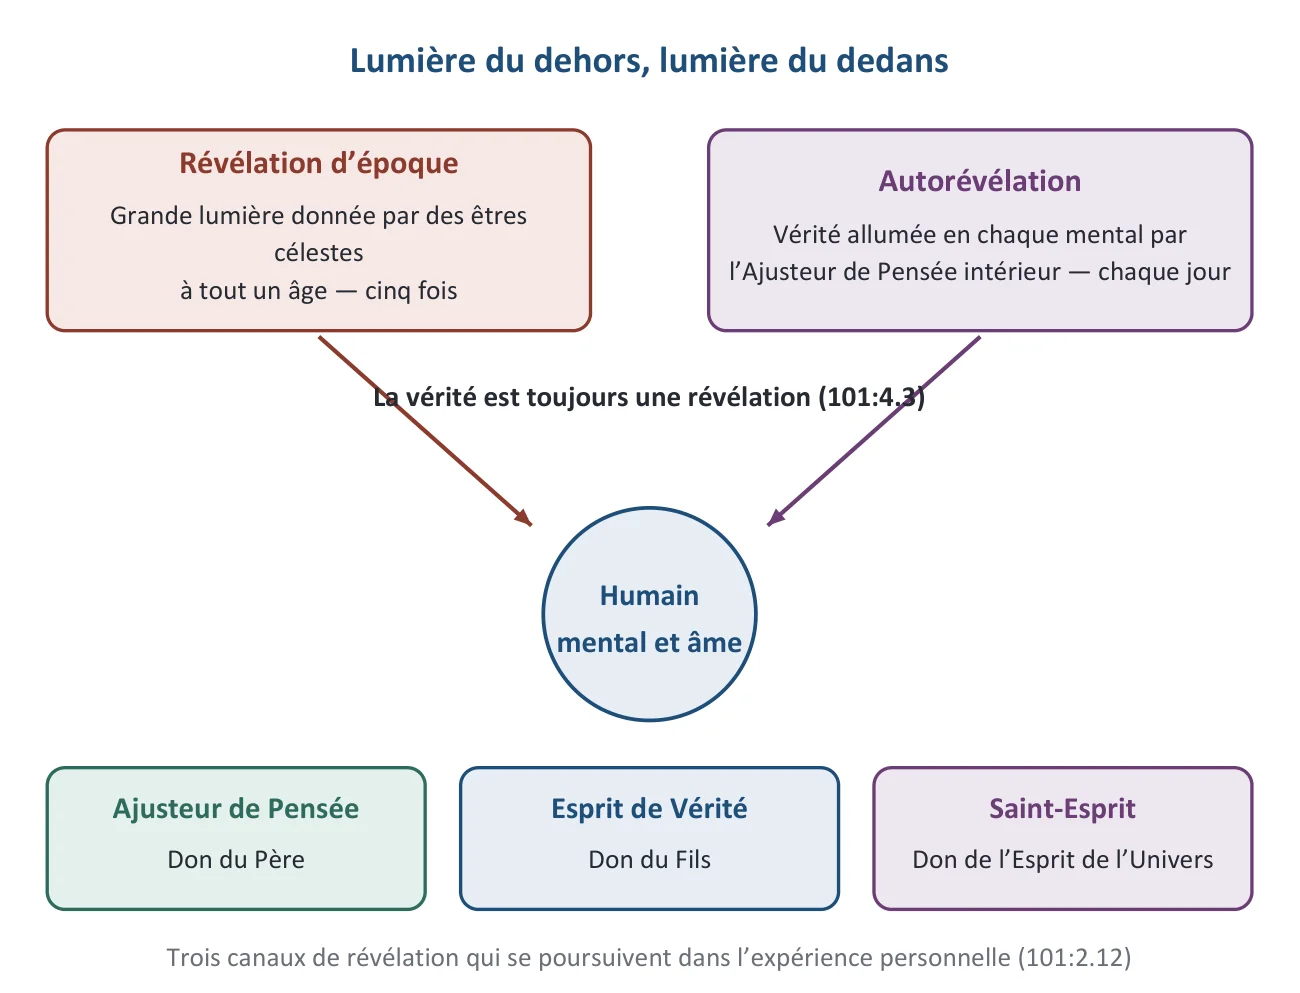 Lumière du dehors, lumière du dedans
Révélation d’époque
Grande lumière donnée par des êtres
célestes
à tout un âge — cinq fois
Autorévélation
Vérité allumée en chaque mental par
l’Ajusteur de Pensée intérieur — chaque jour
La vérité est toujours une révélation (101:4.3)
Humain
mental et âme
Ajusteur de Pensée
Don du Père
Esprit de Vérité
Don du Fils
Saint-Esprit
Don de l’Esprit de l’Univers
Trois canaux de révélation qui se poursuivent dans l’expérience personnelle (101:2.12)